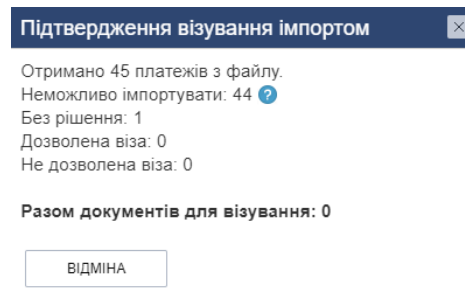 Підтвердження візування імпортом
Отримано 45 платежів з файлу.
Неможливо імпортувати: 44 ?
Без рішення: 1
Дозволена віза: 0
Не дозволена віза: 0
Разом документів для візування: 0
ВІДМІНА